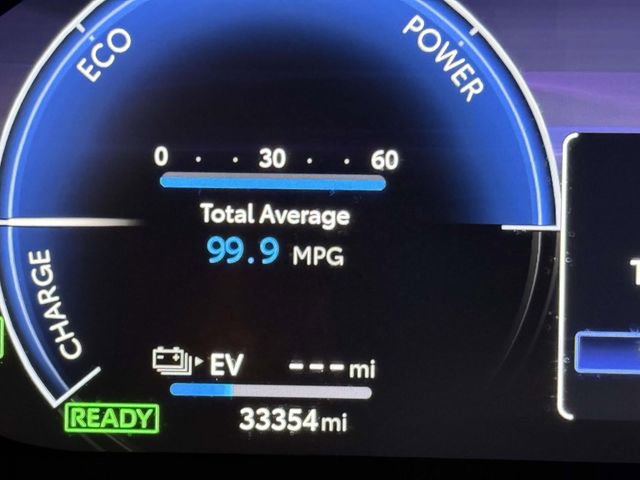 ECO
POWER
0 · · 30 · · 60
Total Average
99.9 MPG
CHARGE
EV ---mi
READY
33354mi